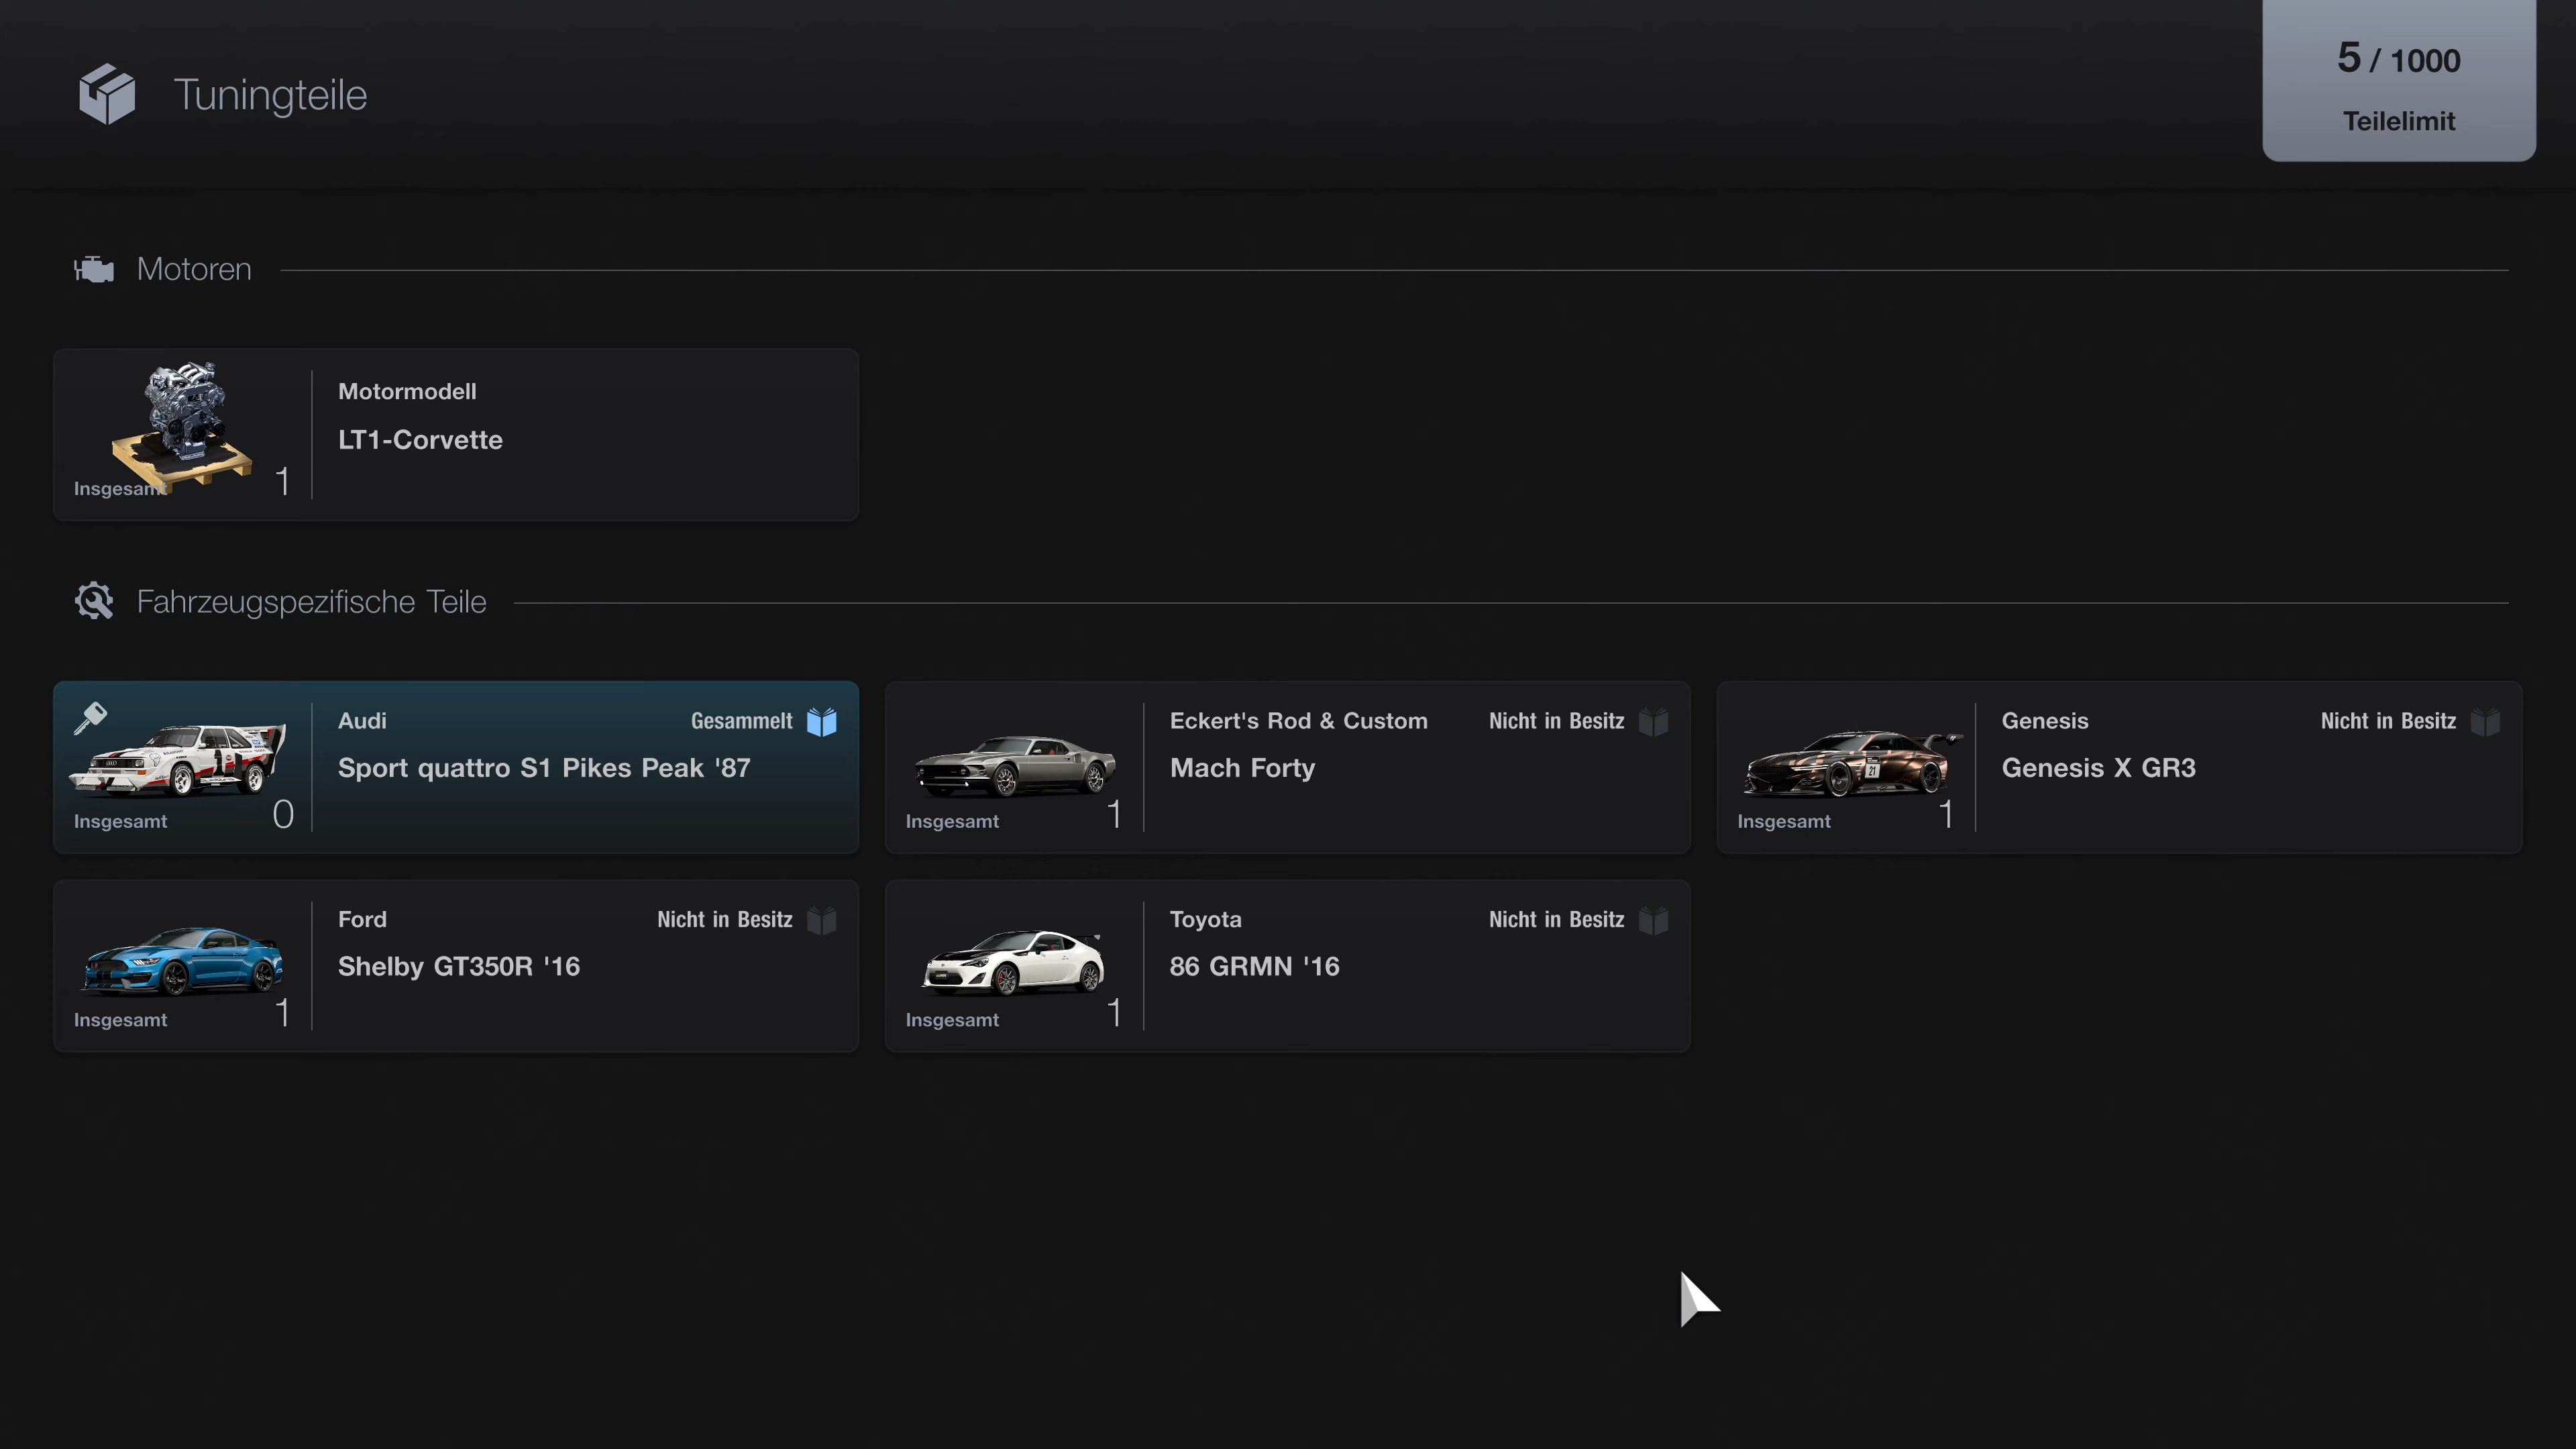 Tuningteile
5 / 1000
Teilelimit
Motoren
Motormodell
LT1-Corvette
Insgesamt 1
Fahrzeugspezifische Teile
Audi Gesammelt
Sport quattro S1 Pikes Peak '87
Insgesamt 0
Eckert's Rod & Custom Nicht in Besitz
Mach Forty
Insgesamt 1
Genesis Nicht in Besitz
Genesis X GR3
21
Insgesamt 1
Ford Nicht in Besitz
Shelby GT350R '16
Insgesamt 1
Toyota Nicht in Besitz
86 GRMN '16
Insgesamt 1